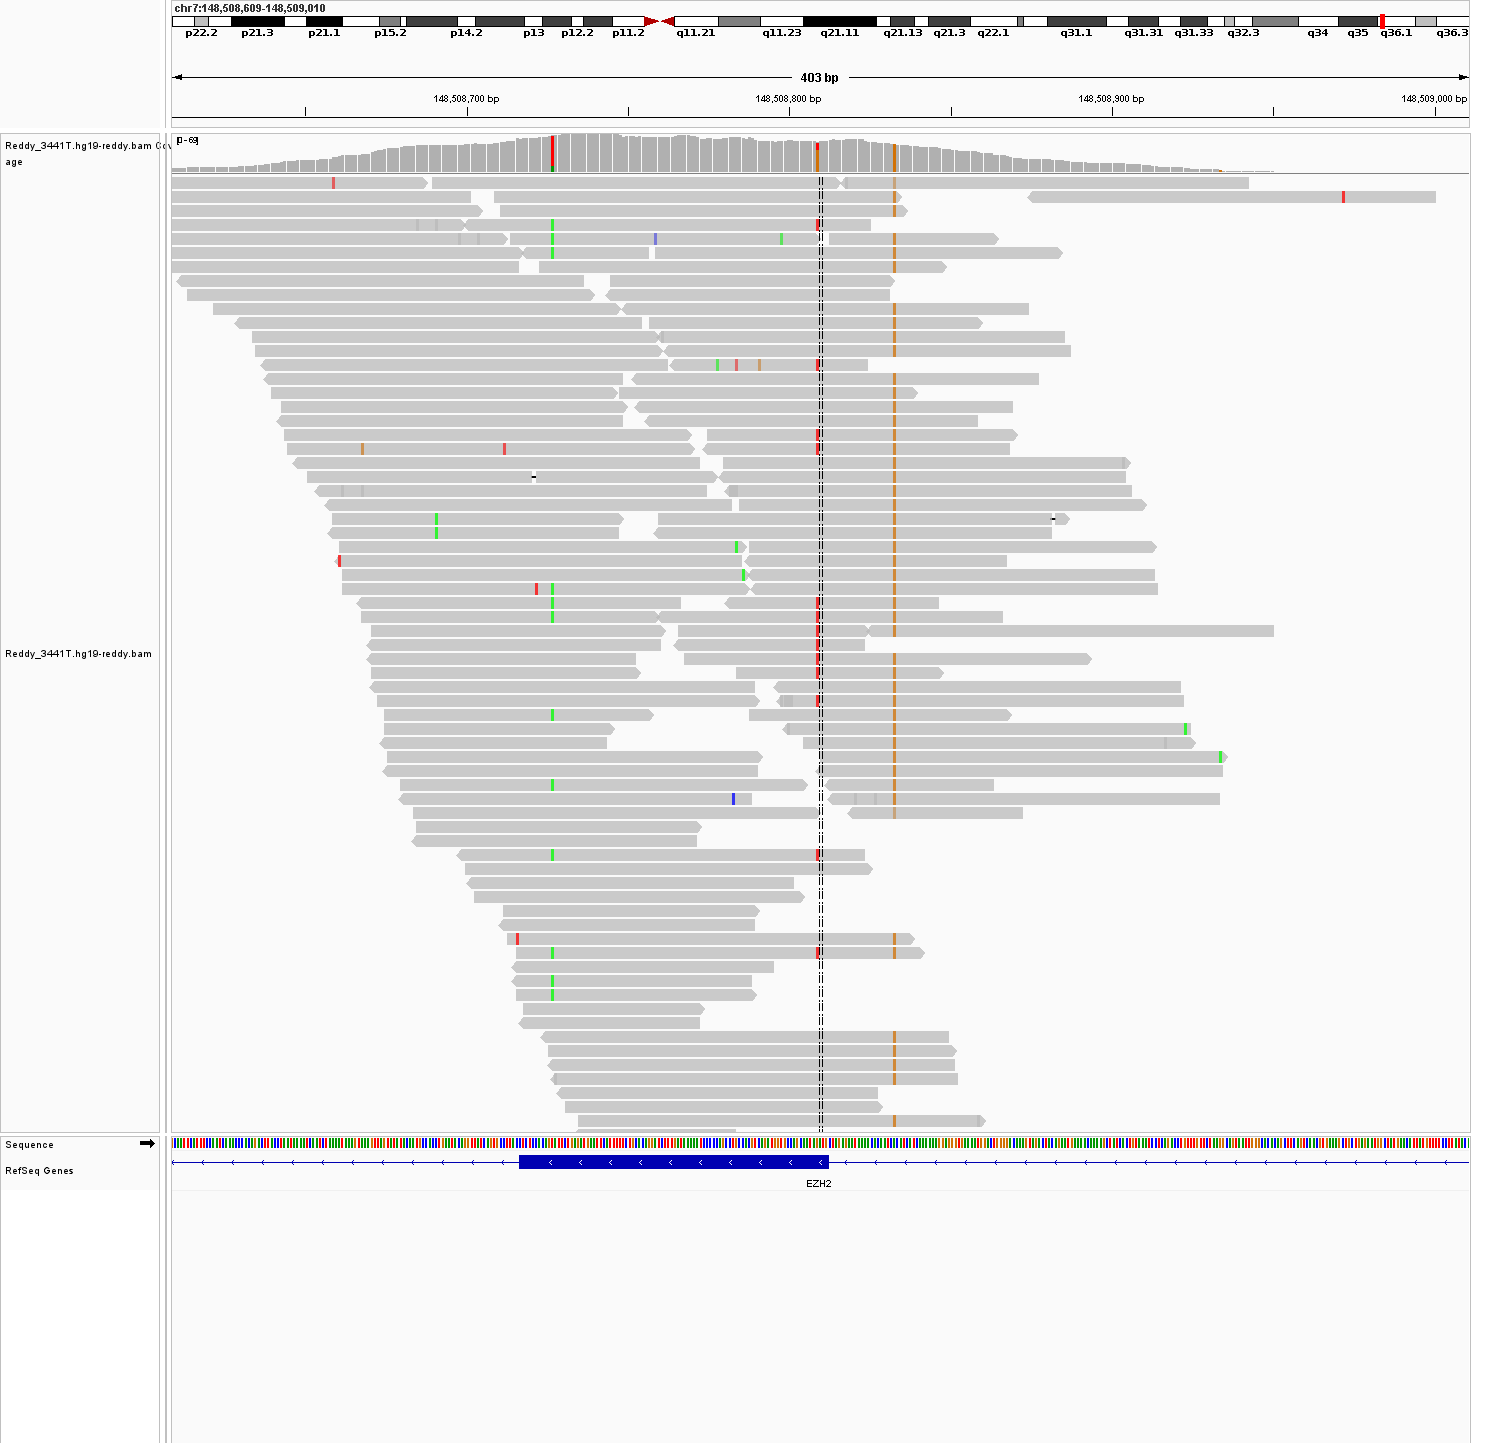 chr7:148,508,609-148,509,010
p22.2 p21.3 p21.1 p15.2 p14.2 p13 p12.2 p11.2 q11.21 q11.23 q21.11 q21.13 q21.3 q22.1 q31.1 q31.31 q31.33 q32.3 q34 q35 q36.1 q36.3
403 bp
148,508,700 bp 148,508,800 bp 148,508,900 bp 148,509,000 bp
[0-69]
Reddy_3441T.hg19-reddy.bam Cov
age
Reddy_3441T.hg19-reddy.bam
Sequence
RefSeq Genes
EZH2